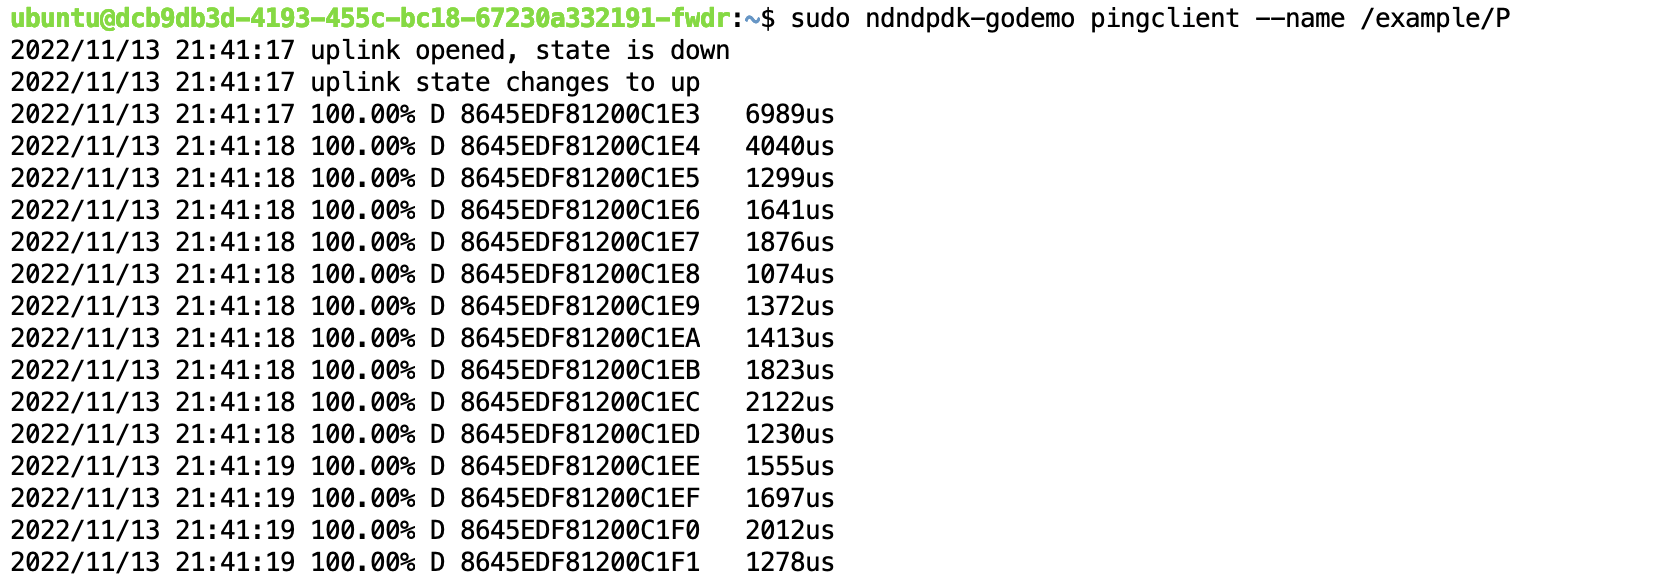 ubuntu@dcb9db3d-4193-455c-bc18-67230a332191-fwdr:~$ sudo ndndpdk-godemo pingclient --name /example/P
2022/11/13 21:41:17 uplink opened, state is down
2022/11/13 21:41:17 uplink state changes to up
2022/11/13 21:41:17 100.00% D 8645EDF81200C1E3   6989us
2022/11/13 21:41:18 100.00% D 8645EDF81200C1E4   4040us
2022/11/13 21:41:18 100.00% D 8645EDF81200C1E5   1299us
2022/11/13 21:41:18 100.00% D 8645EDF81200C1E6   1641us
2022/11/13 21:41:18 100.00% D 8645EDF81200C1E7   1876us
2022/11/13 21:41:18 100.00% D 8645EDF81200C1E8   1074us
2022/11/13 21:41:18 100.00% D 8645EDF81200C1E9   1372us
2022/11/13 21:41:18 100.00% D 8645EDF81200C1EA   1413us
2022/11/13 21:41:18 100.00% D 8645EDF81200C1EB   1823us
2022/11/13 21:41:18 100.00% D 8645EDF81200C1EC   2122us
2022/11/13 21:41:18 100.00% D 8645EDF81200C1ED   1230us
2022/11/13 21:41:19 100.00% D 8645EDF81200C1EE   1555us
2022/11/13 21:41:19 100.00% D 8645EDF81200C1EF   1697us
2022/11/13 21:41:19 100.00% D 8645EDF81200C1F0   2012us
2022/11/13 21:41:19 100.00% D 8645EDF81200C1F1   1278us